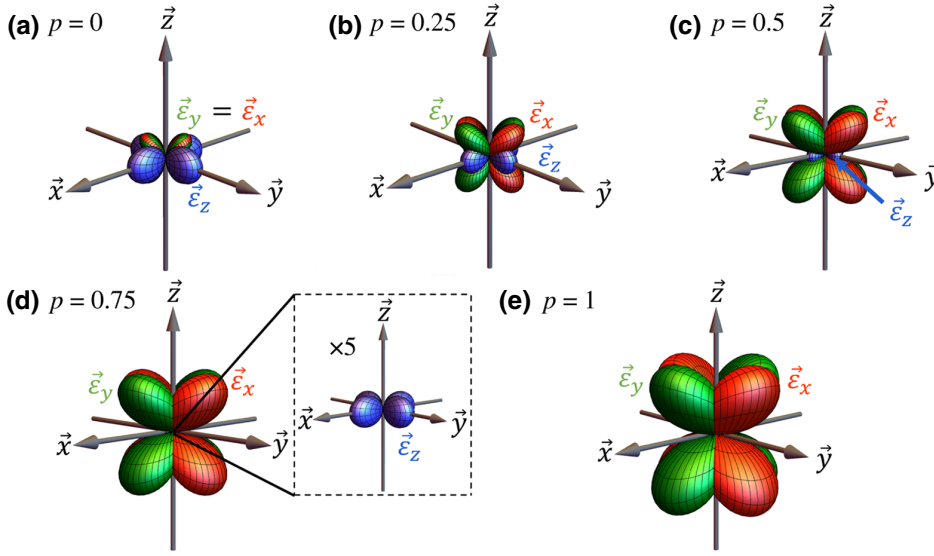 (a) p = 0
z⃗
ε⃗y = ε⃗x
x⃗
y⃗
ε⃗z
(b) p = 0.25
z⃗
ε⃗y
ε⃗x
ε⃗z
x⃗
y⃗
(c) p = 0.5
z⃗
ε⃗y
ε⃗x
x⃗
y⃗
ε⃗z
(d) p = 0.75
z⃗
ε⃗y
ε⃗x
x⃗
y⃗
z⃗
×5
x⃗
y⃗
ε⃗z
(e) p = 1
z⃗
ε⃗y
ε⃗x
x⃗
y⃗